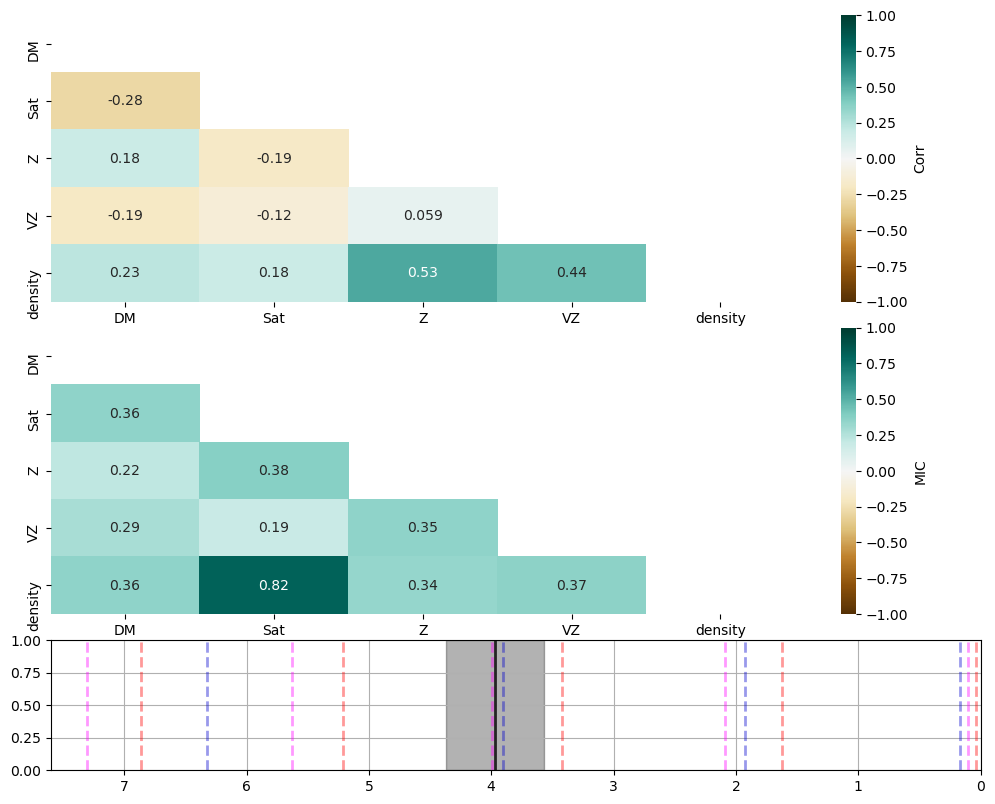 DM
Sat
Z
VZ
density
-0.28
0.18 -0.19
-0.19 -0.12 0.059
0.23 0.18 0.53 0.44
DM Sat Z VZ density
1.00
0.75
0.50
0.25
0.00
−0.25
−0.50
−0.75
−1.00
Corr
DM
Sat
Z
VZ
density
0.36
0.22 0.38
0.29 0.19 0.35
0.36 0.82 0.34 0.37
DM Sat Z VZ density
1.00
0.75
0.50
0.25
0.00
−0.25
−0.50
−0.75
−1.00
MIC
1.00
0.75
0.50
0.25
0.00
7 6 5 4 3 2 1 0